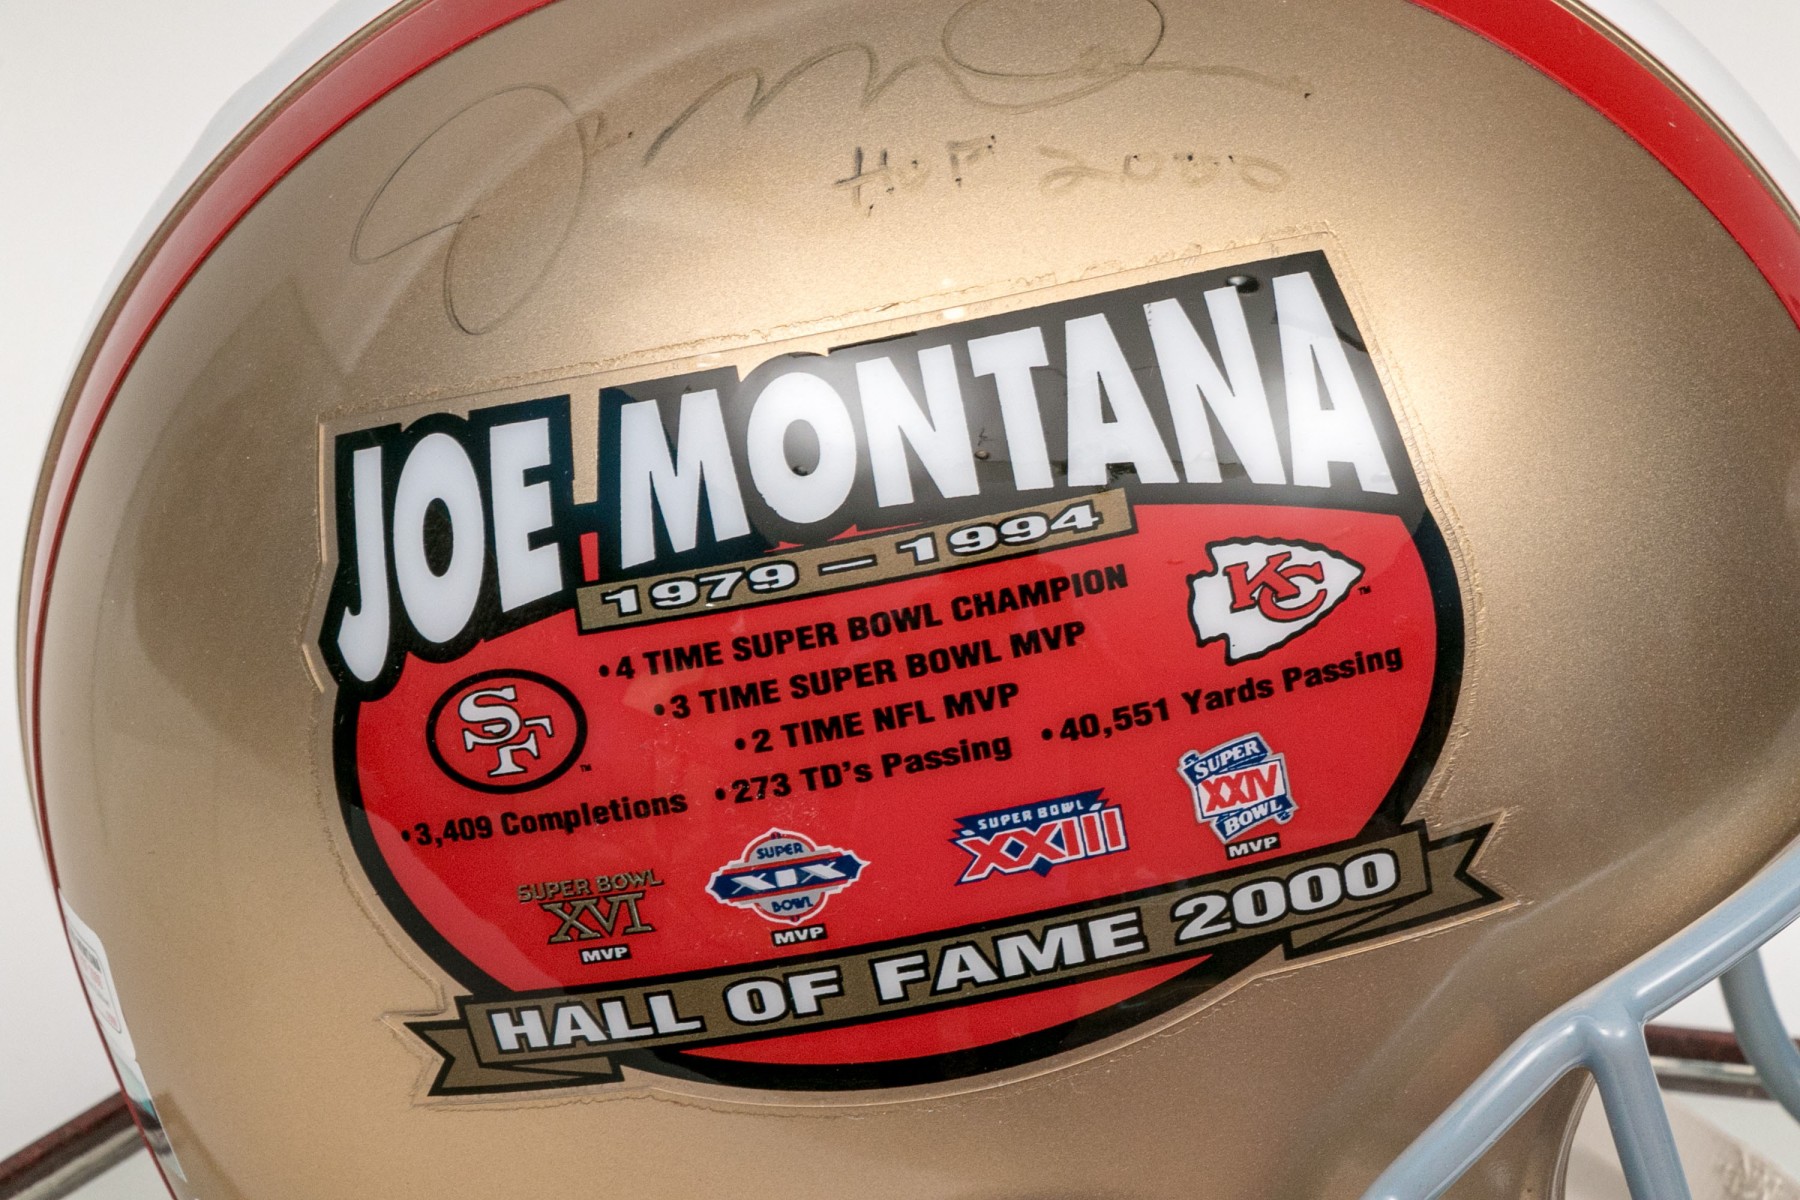 HOF 2000
JOE MONTANA
1979 – 1994
•4 TIME SUPER BOWL CHAMPION
•3 TIME SUPER BOWL MVP
•2 TIME NFL MVP
•273 TD's Passing
•40,551 Yards Passing
•3,409 Completions
SF
TM
KC
TM
SUPER BOWL
XVI
MVP
SUPER
XIX
BOWL
MVP
SUPER BOWL
XXIII
SUPER
XXIV
BOWL
MVP
HALL OF FAME 2000